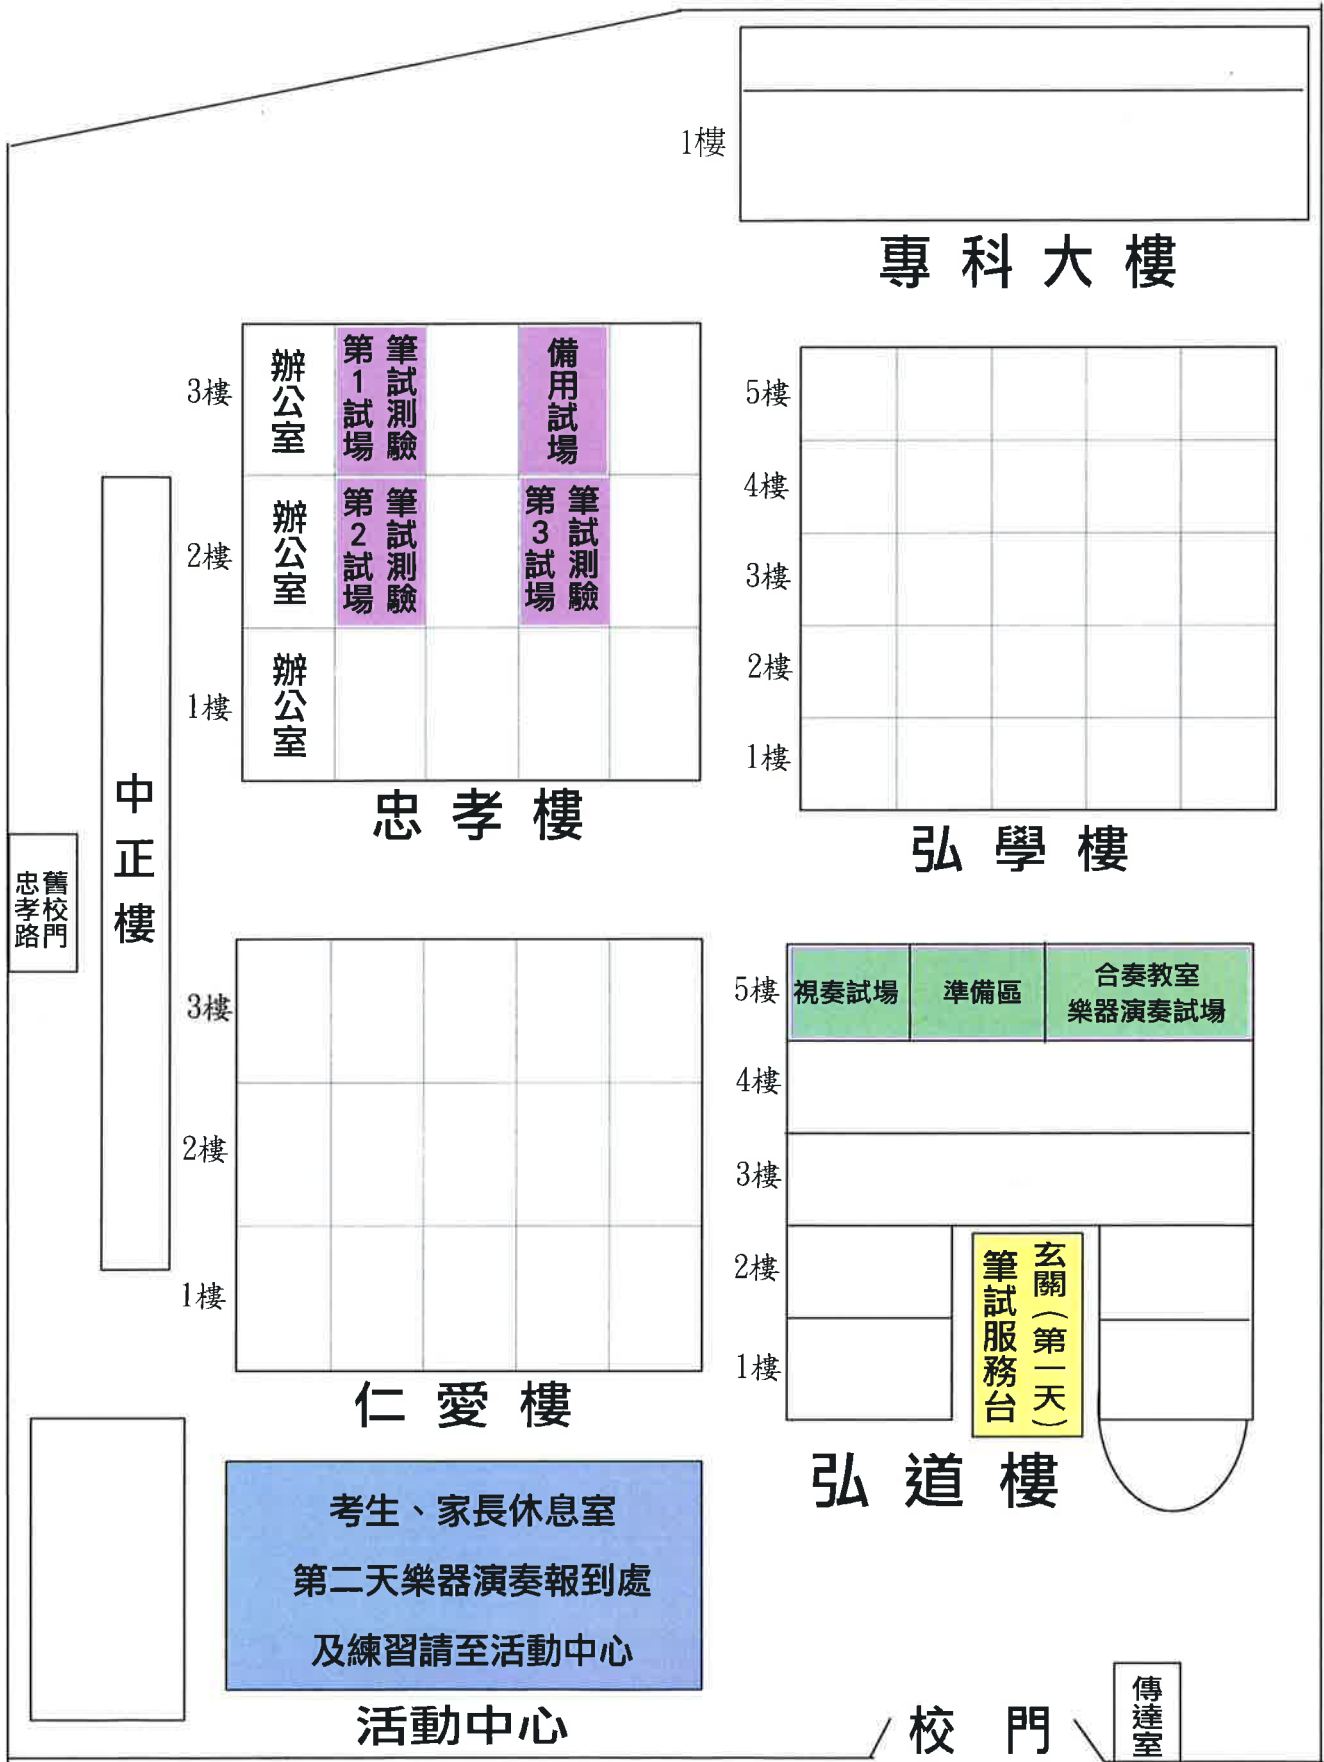 1樓
專科大樓
3樓
辦公室
筆試測驗
第1試場
備用試場
2樓
辦公室
筆試測驗
第2試場
筆試測驗
第3試場
1樓
辦公室
忠孝樓
5樓
4樓
3樓
2樓
1樓
弘學樓
中正樓
舊校門
忠孝路
3樓
2樓
1樓
仁愛樓
5樓
視奏試場
準備區
合奏教室
樂器演奏試場
4樓
3樓
2樓
1樓
玄關（第一天）
筆試服務台
弘道樓
考生、家長休息室
第二天樂器演奏報到處
及練習請至活動中心
活動中心
校門
傳達室